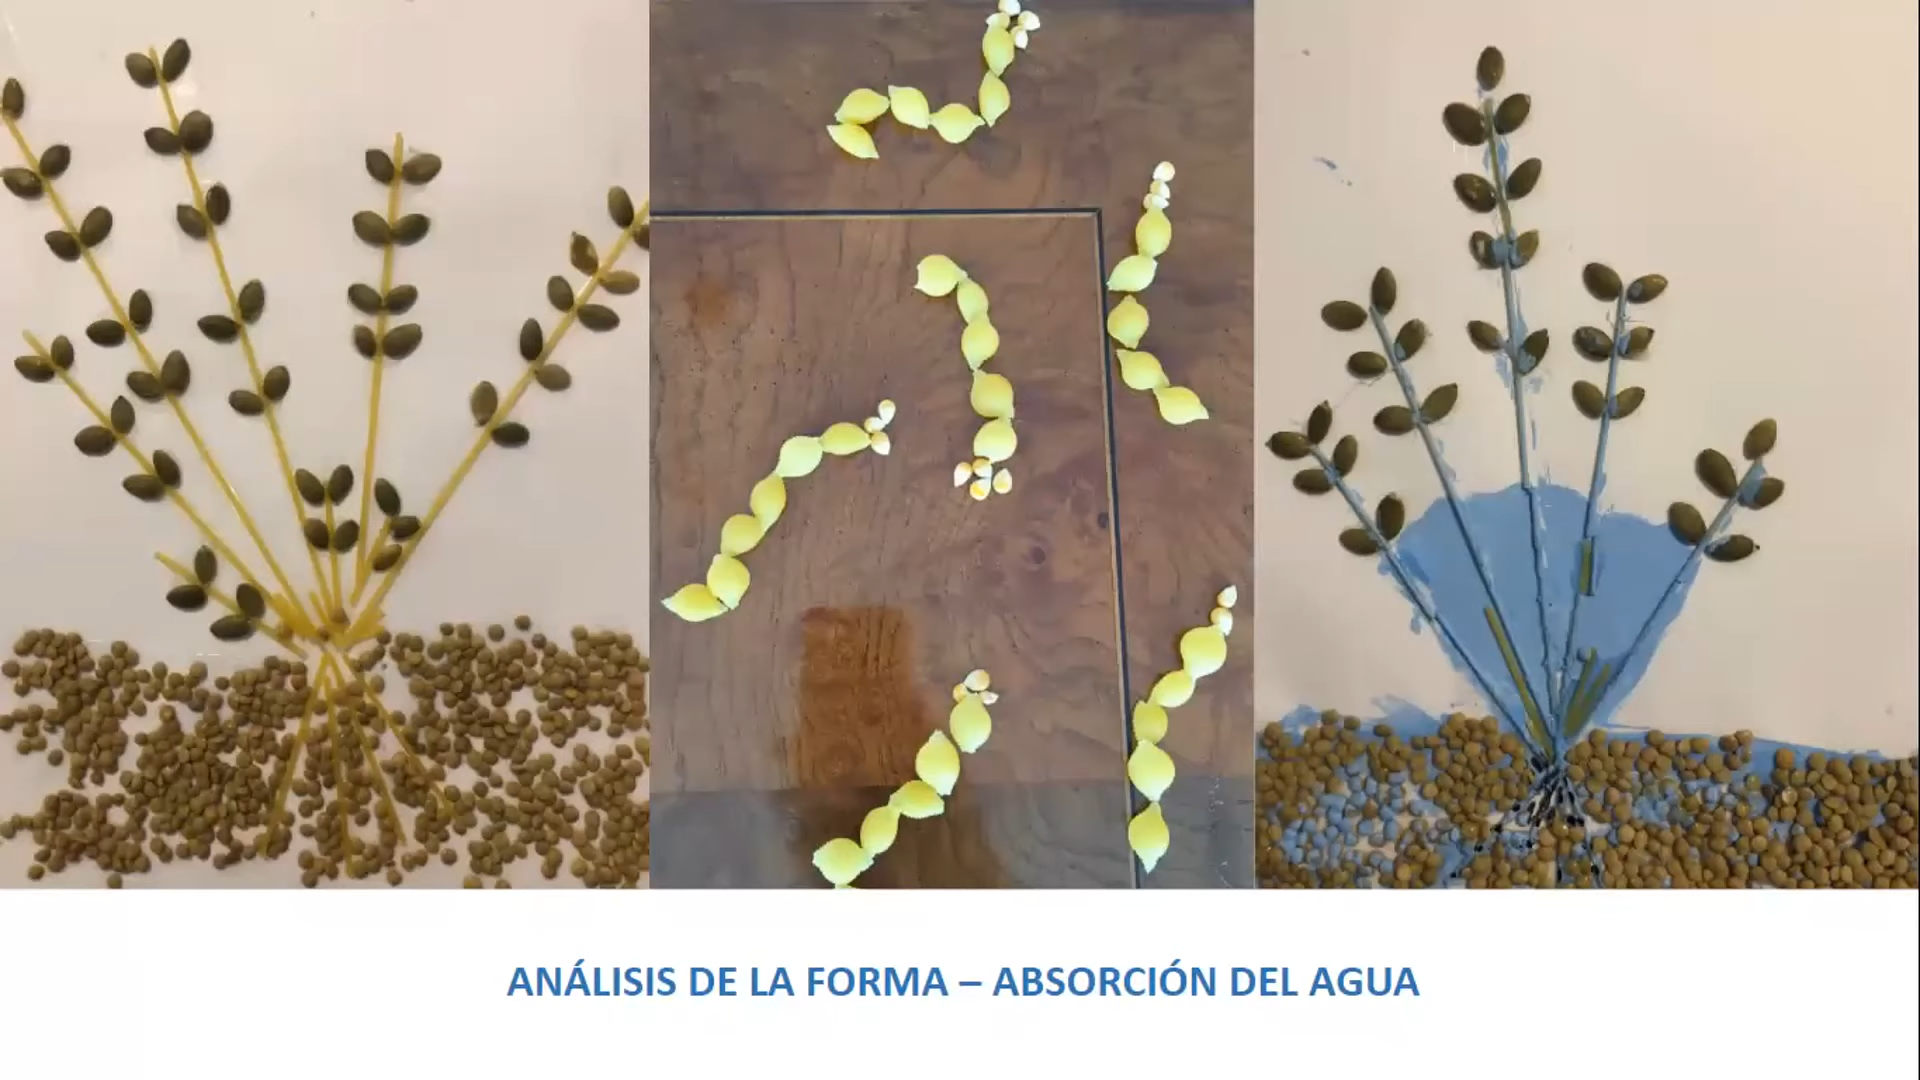 ANÁLISIS DE LA FORMA – ABSORCIÓN DEL AGUA